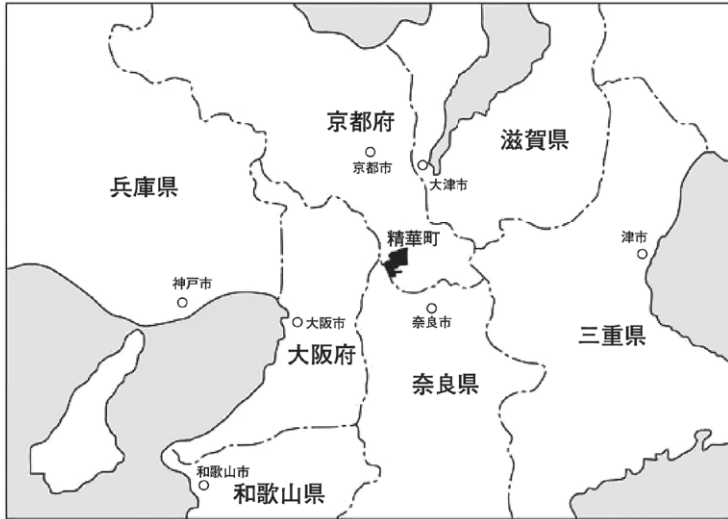 京都府
京都市
滋賀県
大津市
兵庫県
精華町
津市
神戸市
大阪市
奈良市
大阪府
三重県
奈良県
和歌山市
和歌山県